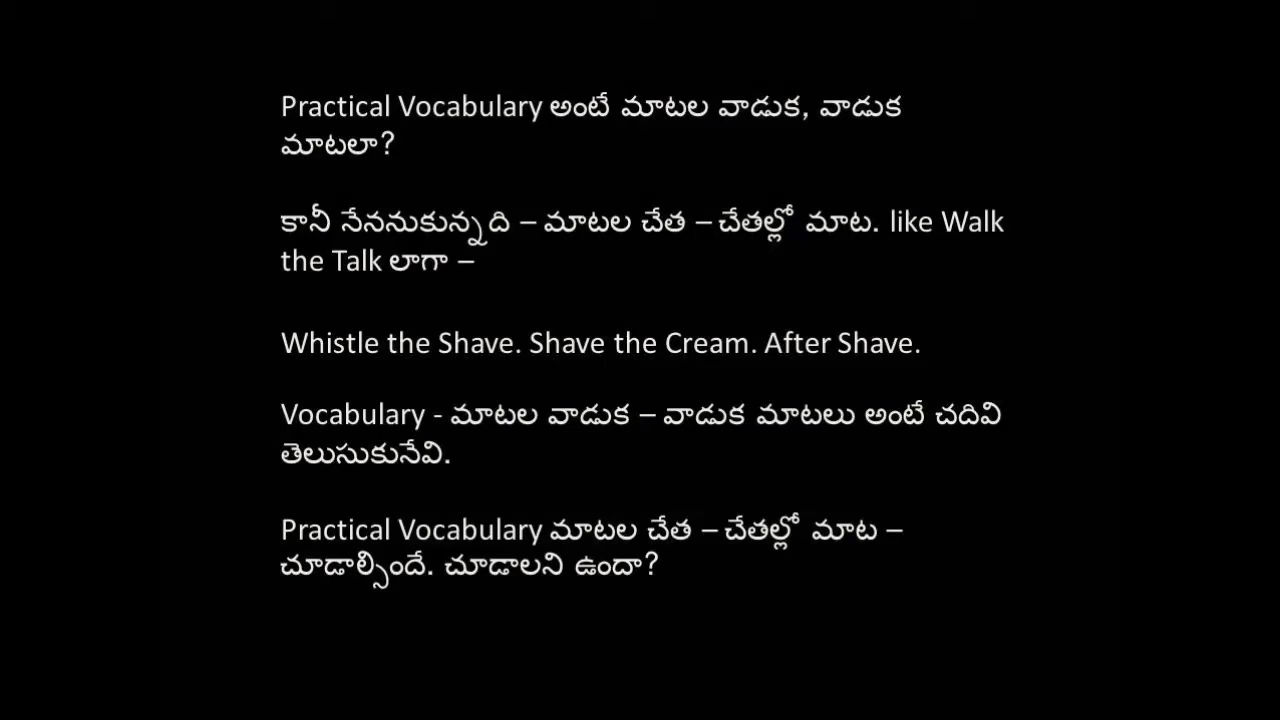 Practical Vocabulary అంటే మాటల వాడుక, వాడుక
మాటలా?
కానీ నేననుకున్నది – మాటల చేత – చేతల్లో మాట. like Walk
the Talk లాగా –
Whistle the Shave. Shave the Cream. After Shave.
Vocabulary - మాటల వాడుక – వాడుక మాటలు అంటే చదివి
తెలుసుకునేవి.
Practical Vocabulary మాటల చేత – చేతల్లో మాట –
చూడాల్సిందే. చూడాలని ఉందా?